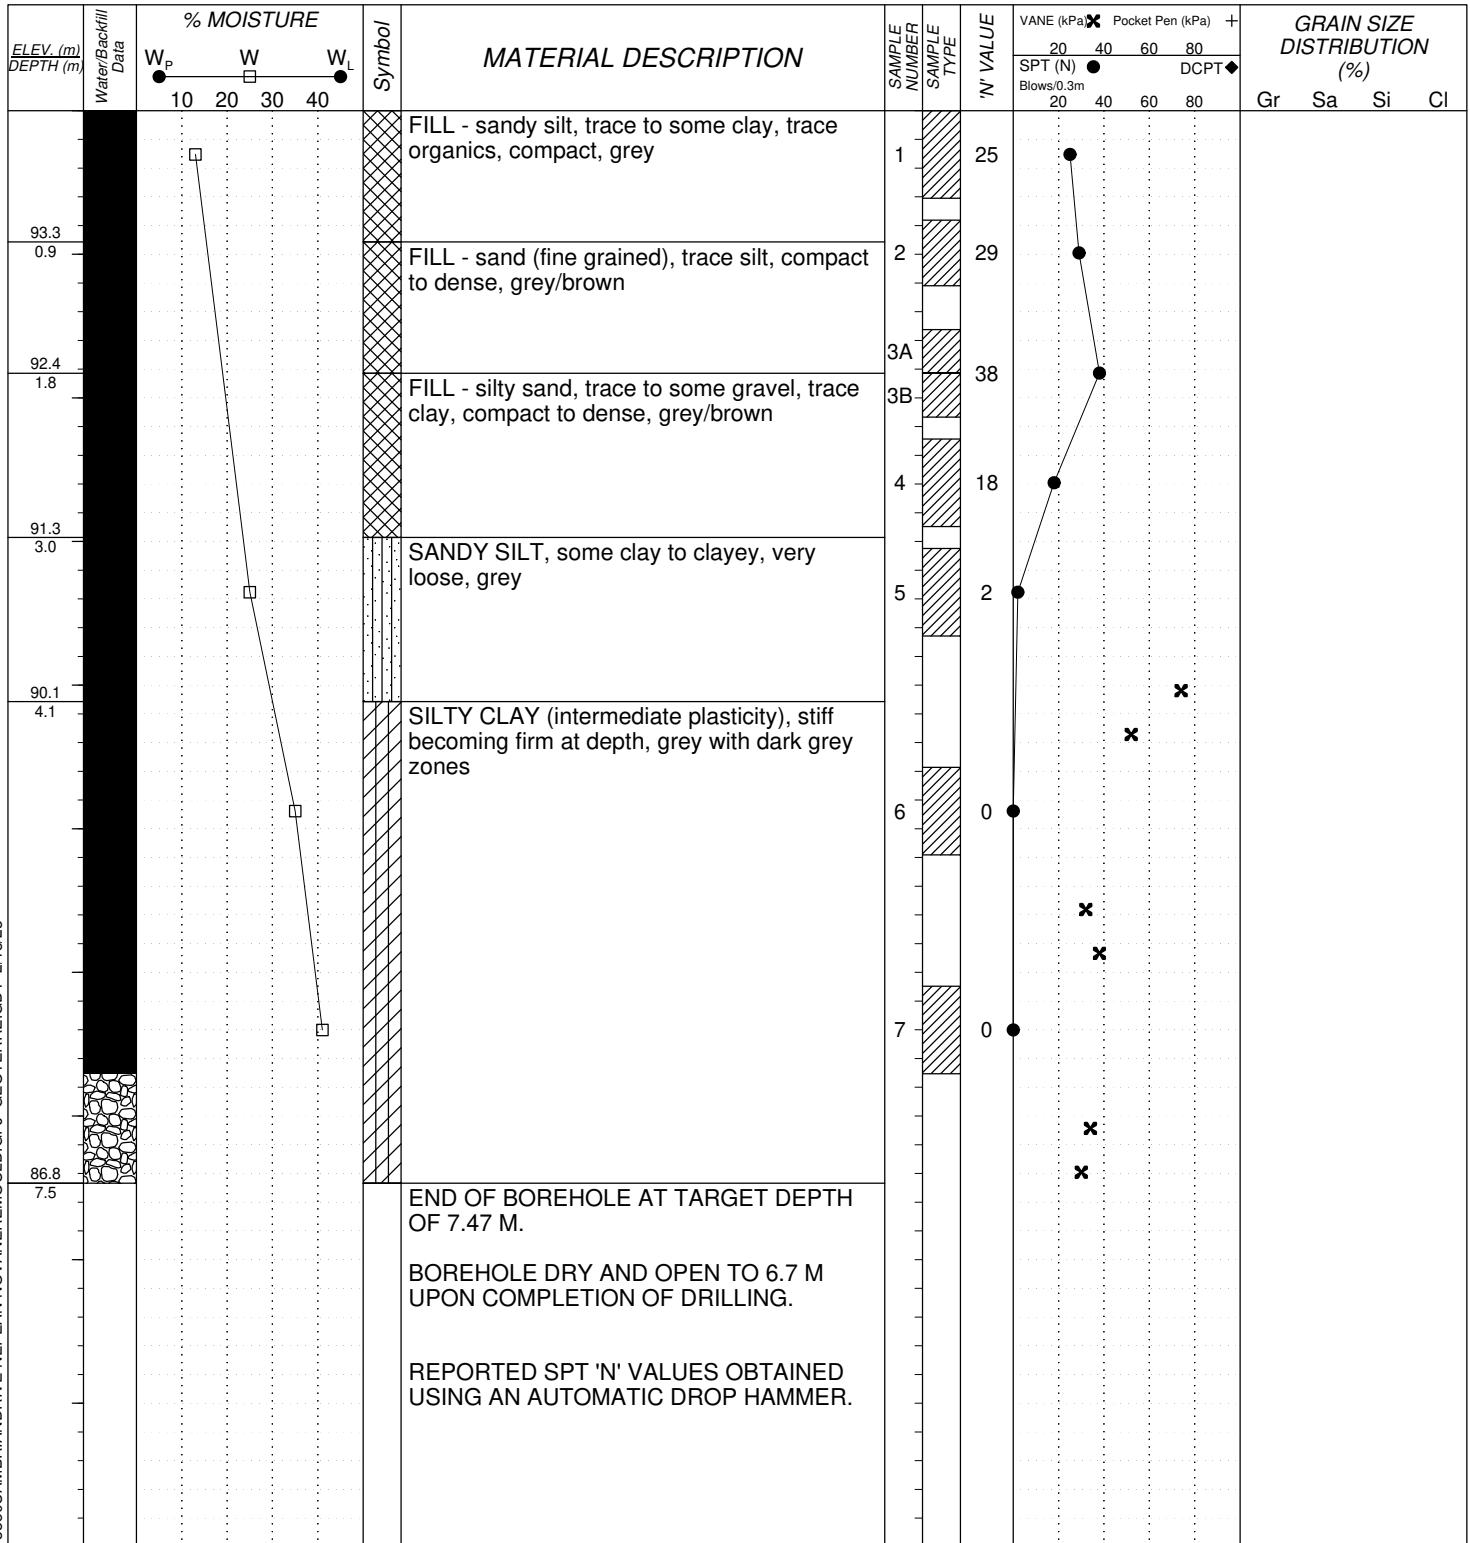 ELEV. (m)
DEPTH (m)
Water/Backfill
Data
% MOISTURE
WP W WL
10 20 30 40
Symbol
MATERIAL DESCRIPTION
SAMPLE
NUMBER
SAMPLE
TYPE
'N' VALUE
VANE (kPa) Pocket Pen (kPa)
20 40 60 80
SPT (N) DCPT
Blows/0.3m
20 40 60 80
GRAIN SIZE
DISTRIBUTION
(%)
Gr Sa Si Cl
FILL - sandy silt, trace to some clay, trace
organics, compact, grey
1 25
93.3
0.9
FILL - sand (fine grained), trace silt, compact
to dense, grey/brown
2 29
3A
92.4
1.8
38
FILL - silty sand, trace to some gravel, trace
clay, compact to dense, grey/brown
3B
4 18
91.3
3.0
SANDY SILT, some clay to clayey, very
loose, grey
5 2
90.1
4.1
SILTY CLAY (intermediate plasticity), stiff
becoming firm at depth, grey with dark grey
zones
6 0
7 0
86.8
7.5
END OF BOREHOLE AT TARGET DEPTH
OF 7.47 M.
BOREHOLE DRY AND OPEN TO 6.7 M
UPON COMPLETION OF DRILLING.
REPORTED SPT 'N' VALUES OBTAINED
USING AN AUTOMATIC DROP HAMMER.